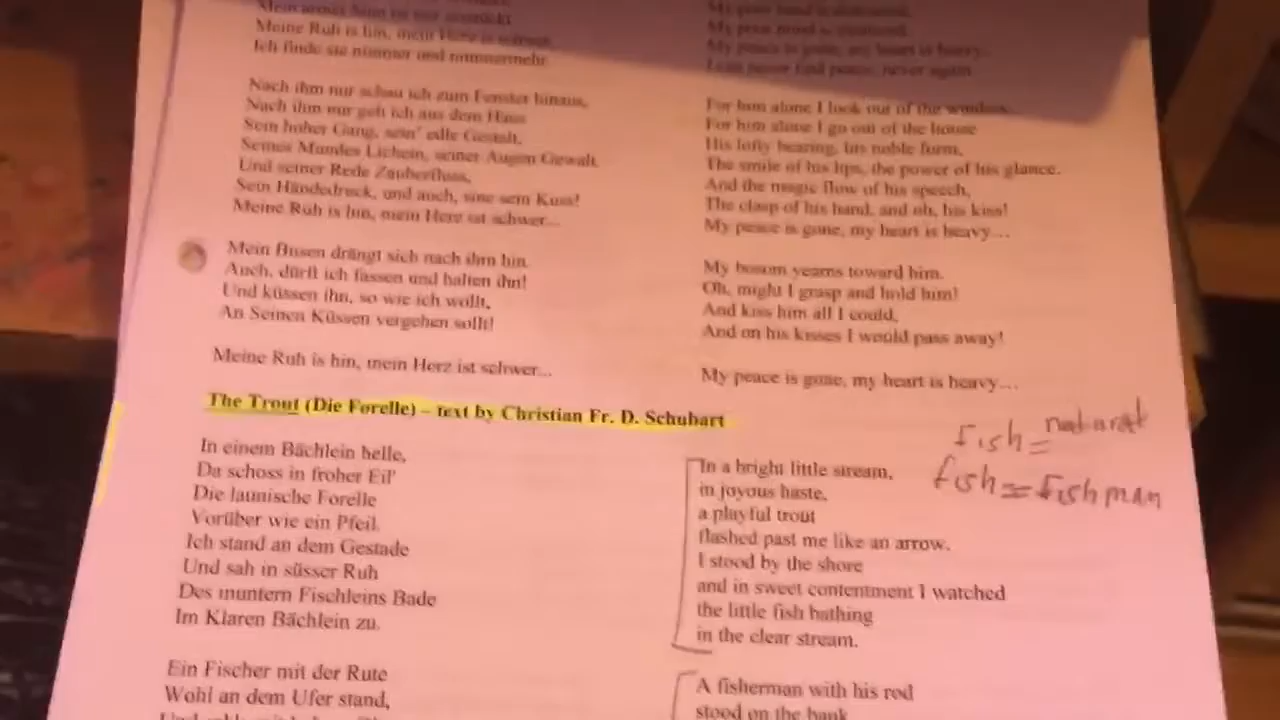 Meine Ruh is hin, mein Herz is schwer,
Ich finde sie nimmer und nimmermehr.
My peace is gone, my heart is heavy.
never again
Nach ihm nur schau ich zum Fenster hinaus,
Nach ihm nur geh ich aus dem Haus
Sein hoher Gang, sein' edle Gestalt,
Seines Mundes Lächeln, seiner Augen Gewalt,
Und seiner Rede Zauberfluss,
Sein Händedruck, und auch, sein Kuss!
Meine Ruh is hin, mein Herz ist schwer...
For him alone I look out of the window
For him alone I go out of the house
His lofty bearing, his noble form,
The smile of his lips, the power of his glance.
And the magic flow of his speech,
The clasp of his hand, and oh, his kiss!
My peace is gone, my heart is heavy…
Mein Busen drängt sich nach ihm hin.
Auch, dürft ich fassen und halten ihn!
Und küssen ihn, so wie ich wollt,
An Seinen Küssen vergehen sollt!
My bosom yearns toward him.
Oh, might I grasp and hold him!
And kiss him all I could,
And on his kisses I would pass away!
Meine Ruh is hin, mein Herz ist schwer...
My peace is gone, my heart is heavy…
The Trout (Die Forelle) – text by Christian Fr. D. Schubart
In einem Bächlein helle,
Da schoss in froher Eil'
Die launische Forelle
Vorüber wie ein Pfeil.
Ich stand an dem Gestade
Und sah in süsser Ruh
Des muntern Fischleins Bade
Im Klaren Bächlein zu.
In a bright little stream,
in joyous haste,
a playful trout
flashed past me like an arrow.
I stood by the shore
and in sweet contentment I watched
the little fish bathing
in the clear stream.
Fish =
fish = Fishman
Ein Fischer mit der Rute
Wohl an dem Ufer stand,
A fisherman with his rod
stood on the bank